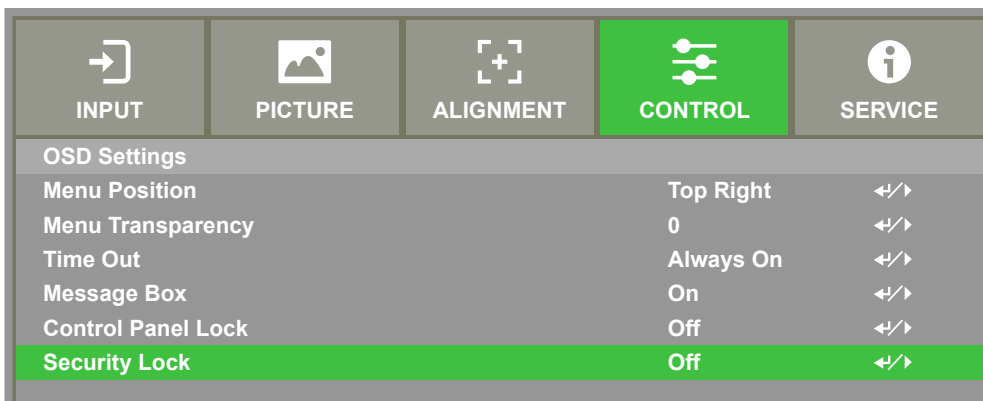 INPUT PICTURE ALIGNMENT CONTROL SERVICE
OSD Settings
Menu Position Top Right
Menu Transparency 0
Time Out Always On
Message Box On
Control Panel Lock Off
Security Lock Off